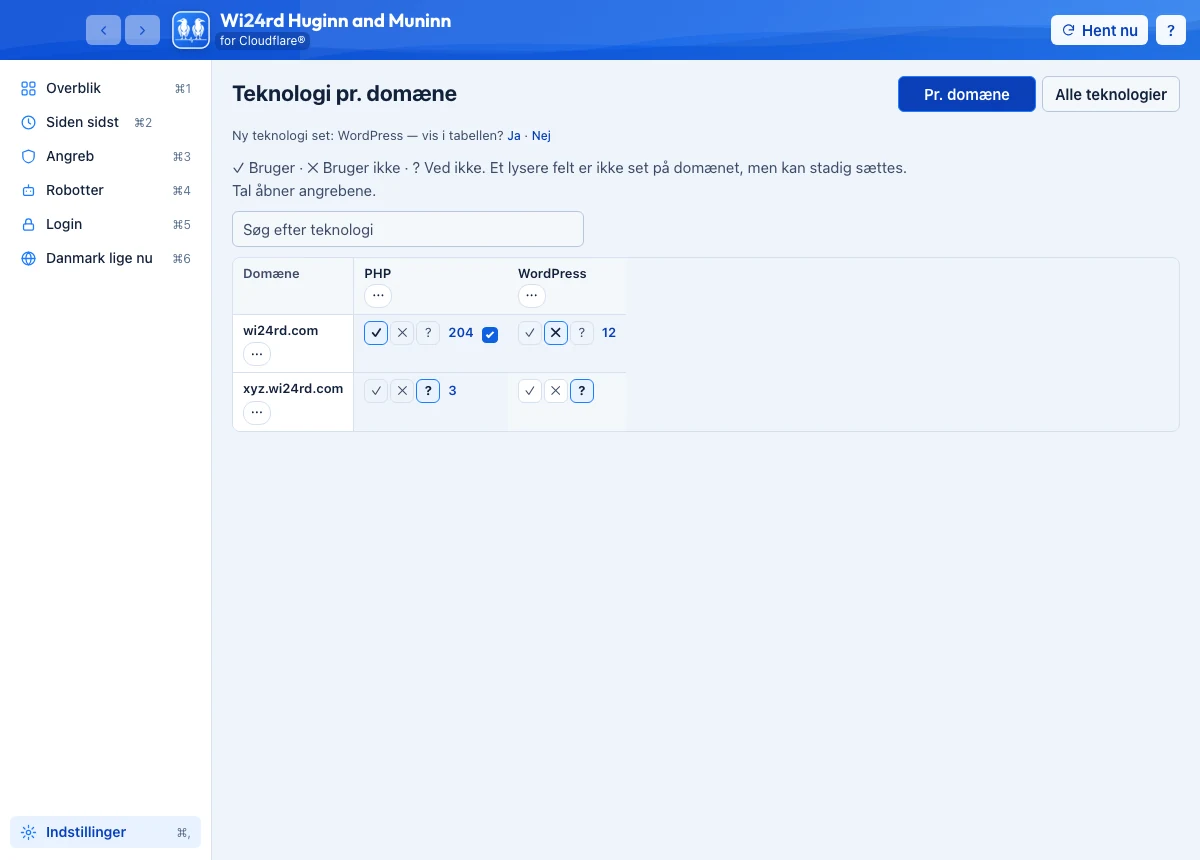 Wi24rd Huginn and Muninn
for Cloudflare®
Hent nu
?
Overblik ⌘1
Siden sidst ⌘2
Angreb ⌘3
Robotter ⌘4
Login ⌘5
Danmark lige nu ⌘6
Indstillinger ⌘,
Teknologi pr. domæne
Pr. domæne
Alle teknologier
Ny teknologi set: WordPress — vis i tabellen? Ja · Nej
✓ Bruger · ✕ Bruger ikke · ? Ved ikke. Et lysere felt er ikke set på domænet, men kan stadig sættes.
Tal åbner angrebene.
Søg efter teknologi
Domæne PHP WordPress
... ...
wi24rd.com ✓ ✕ ? 204 ✓ ✕ ? 12
...
xyz.wi24rd.com ✓ ✕ ? 3 ✓ ✕ ?
...